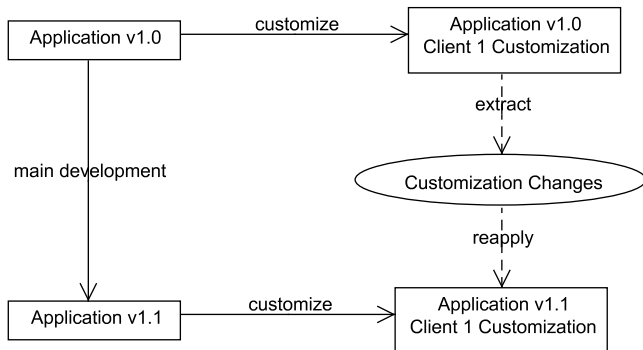 Application v1.0
customize
Application v1.0
Client 1 Customization
extract
main development
Customization Changes
reapply
Application v1.1
customize
Application v1.1
Client 1 Customization